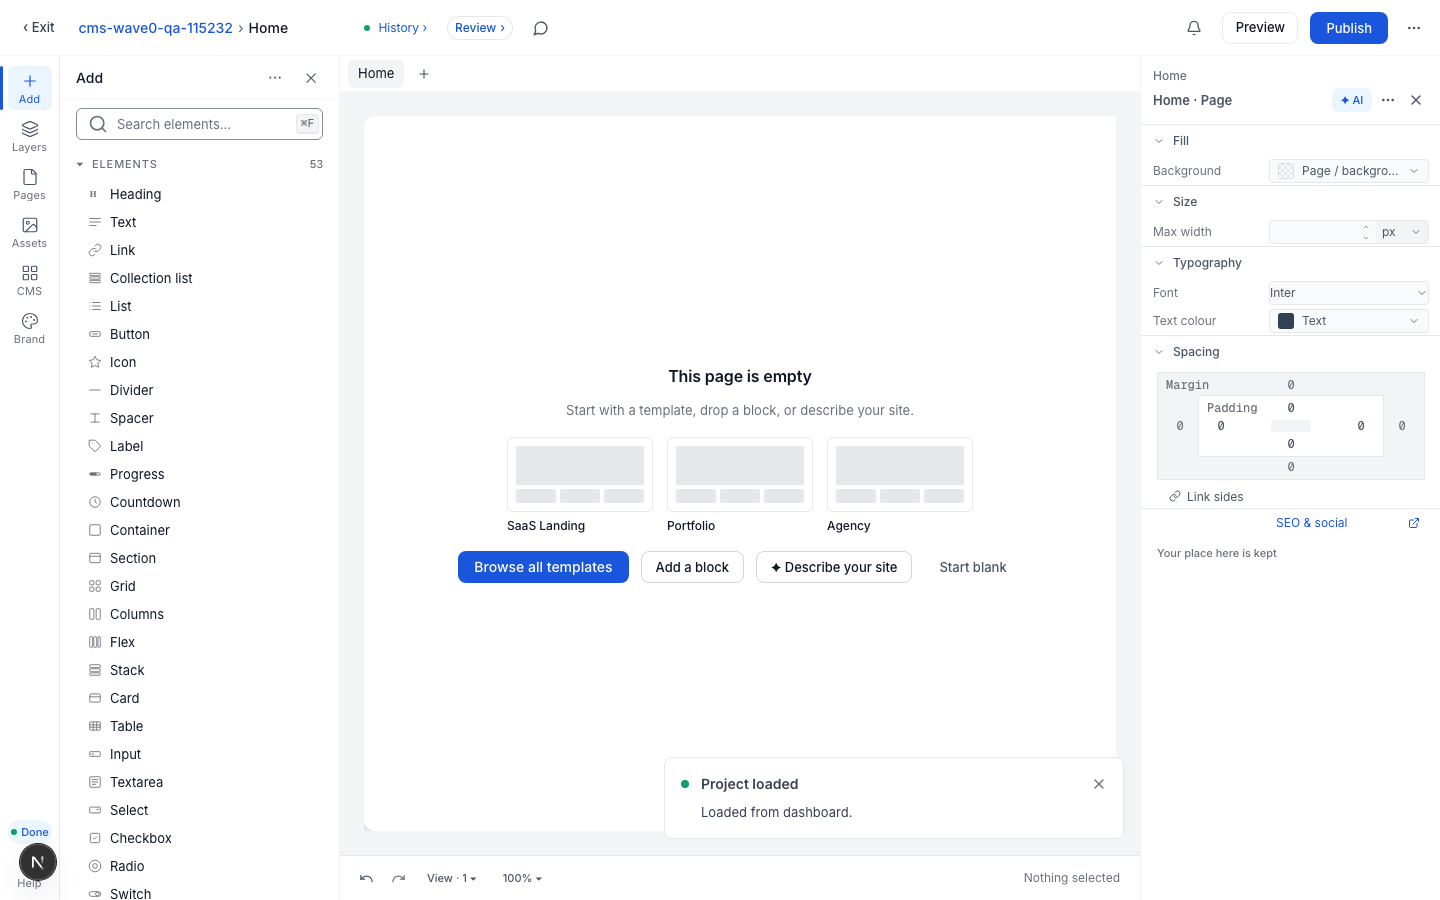 ‹ Exit
cms-wave0-qa-115232 › Home
History ›
Review ›
Preview
Publish
Add
Layers
Pages
Assets
CMS
Brand
Done
N
Help
Add
Search elements...
⌘F
ELEMENTS
53
Heading
Text
Link
Collection list
List
Button
Icon
Divider
Spacer
Label
Progress
Countdown
Container
Section
Grid
Columns
Flex
Stack
Card
Table
Input
Textarea
Select
Checkbox
Radio
Switch
Home
This page is empty
Start with a template, drop a block, or describe your site.
SaaS Landing
Portfolio
Agency
Browse all templates
Add a block
Describe your site
Start blank
Project loaded
Loaded from dashboard.
View · 1
100%
Nothing selected
Home
Home · Page
AI
Fill
Background
Page / backgro...
Size
Max width
px
Typography
Font
Inter
Text colour
Text
Spacing
Margin
0
Padding
0
0
0
0
0
0
0
Link sides
SEO & social
Your place here is kept